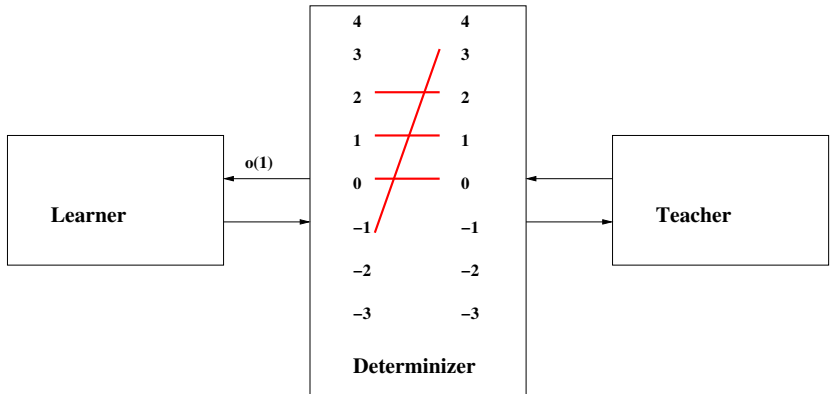 4 4
3 3
2 2
1 1
o(1)
0 0
Learner
Teacher
−1 −1
−2 −2
−3 −3
Determinizer